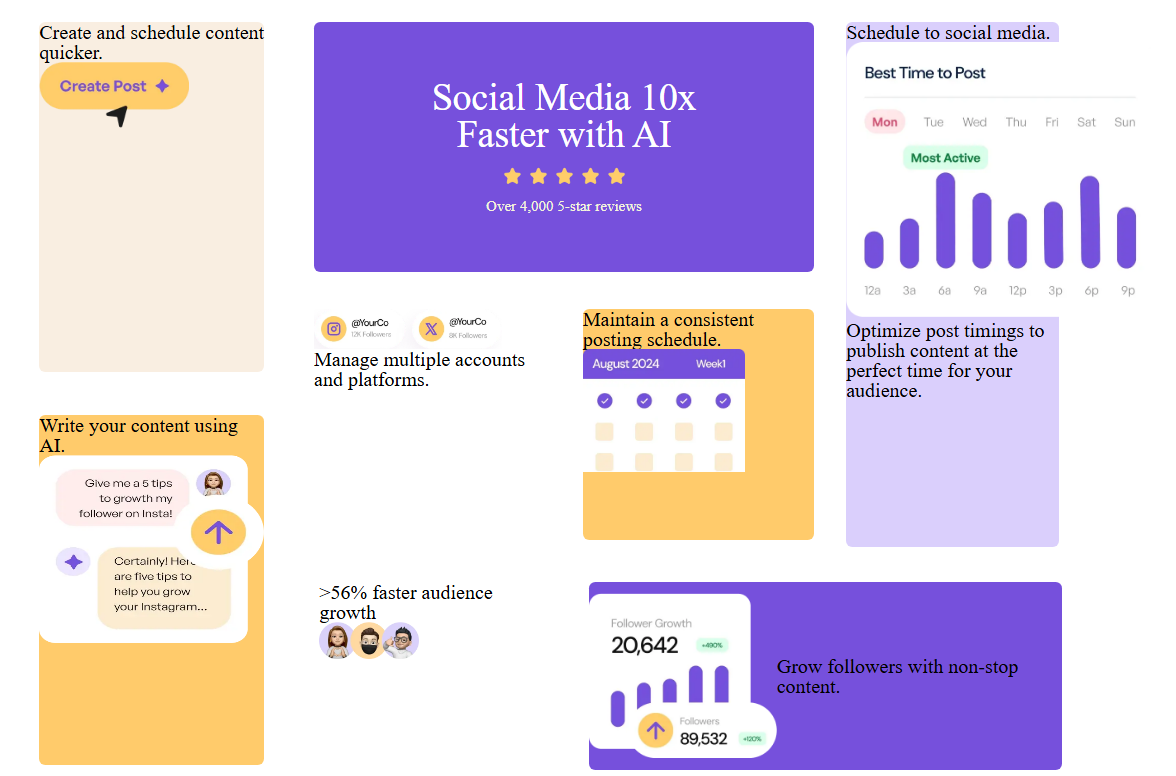 Create and schedule content
quicker.
Create Post
Social Media 10x
Faster with AI
Over 4,000 5-star reviews
Schedule to social media.
Best Time to Post
Mon Tue Wed Thu Fri Sat Sun
Most Active
12a 3a 6a 9a 12p 3p 6p 9p
Optimize post timings to
publish content at the
perfect time for your
audience.
@YourCo
12K Followers
@YourCo
8K Followers
Manage multiple accounts
and platforms.
Maintain a consistent
posting schedule.
August 2024 Week1
Write your content using
AI.
Give me a 5 tips
to growth my
follower on Insta!
Certainly! Here
are five tips to
help you grow
your Instagram...
>56% faster audience
growth
Follower Growth
20,642 +490%
Followers
89,532 +120%
Grow followers with non-stop
content.